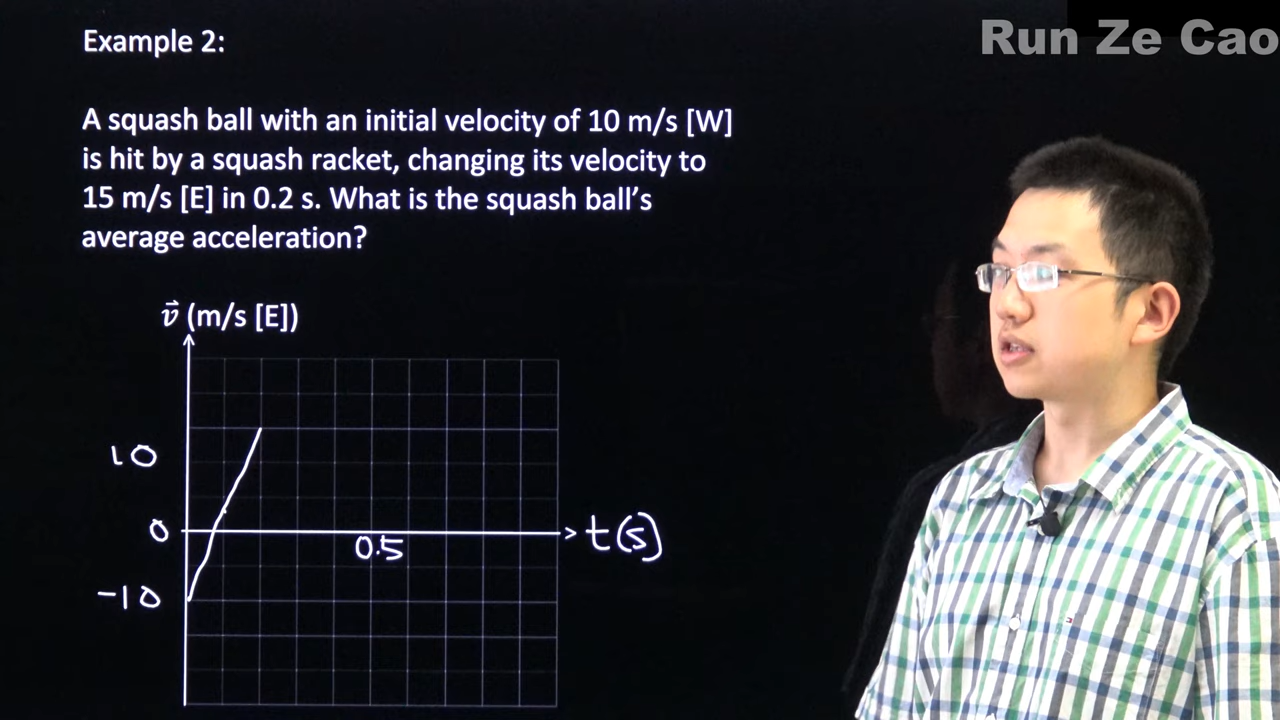 Run Ze Cao
Example 2:
A squash ball with an initial velocity of 10 m/s [W]
is hit by a squash racket, changing its velocity to
15 m/s [E] in 0.2 s. What is the squash ball’s
average acceleration?
v⃗ (m/s [E])
10
0
0.5
t(s)
-10